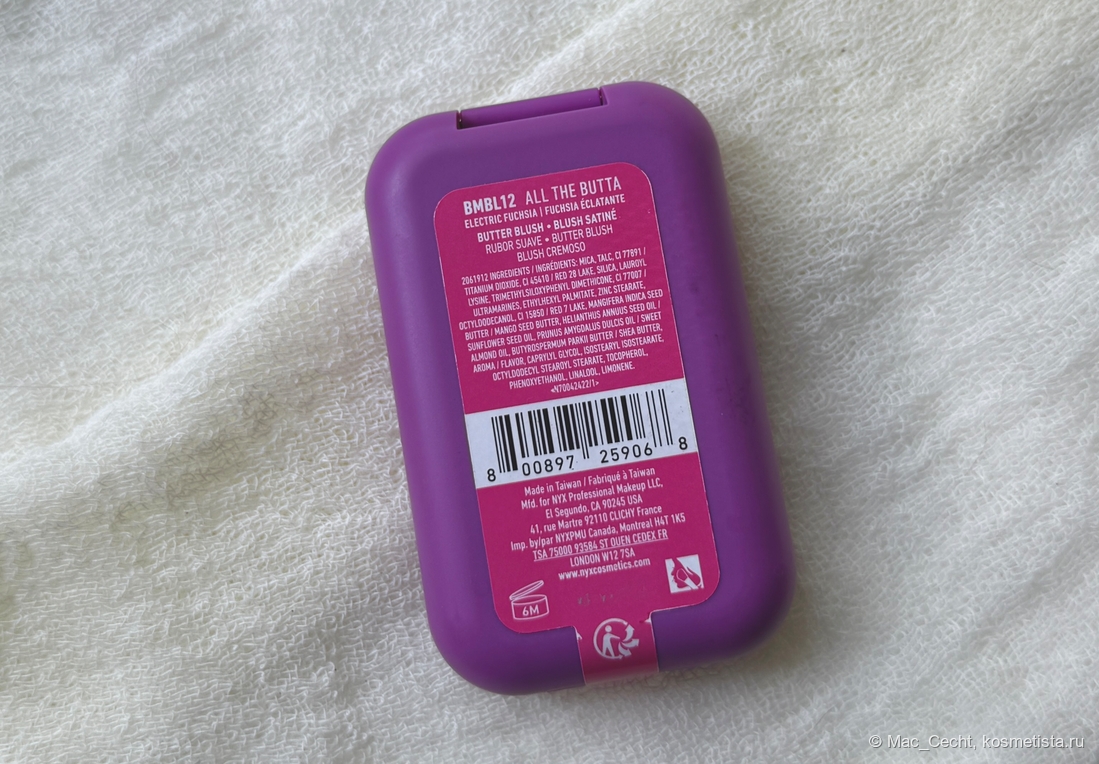 BMBL12 ALL THE BUTTA
ELECTRIC FUCHSIA | FUCHSIA ÉCLATANTE
BUTTER BLUSH • BLUSH SATINÉ
RUBOR SUAVE • BUTTER BLUSH
BLUSH CREMOSO
2061912 INGREDIENTS / INGRÉDIENTS: MICA, TALC, CI 77891 /
TITANIUM DIOXIDE, CI 45410 / RED 28 LAKE, SILICA, LAUROYL
LYSINE, TRIMETHYLSILOXYPHENYL DIMETHICONE, CI 77007 /
ULTRAMARINES, ETHYLHEXYL PALMITATE, ZINC STEARATE,
OCTYLDODECANOL, CI 15850 / RED 7 LAKE, MANGIFERA INDICA SEED
BUTTER / MANGO SEED BUTTER, HELIANTHUS ANNUUS SEED OIL /
SUNFLOWER SEED OIL, PRUNUS AMYGDALUS DULCIS OIL / SWEET
ALMOND OIL, BUTYROSPERMUM PARKII BUTTER / SHEA BUTTER,
AROMA / FLAVOR, CAPRYLYL GLYCOL, ISOSTEARYL ISOSTEARATE,
OCTYLDODECYL STEAROYL STEARATE, TOCOPHEROL,
PHENOXYETHANOL, LINALOOL, LIMONENE.
<N70042422/1>
8 00897 25906 8
Made in Taiwan / Fabriqué à Taiwan
Mfd. for NYX Professional Makeup LLC,
El Segundo, CA 90245 USA
41, rue Martre 92110 CLICHY France
Imp. by/par NYXPMU Canada, Montreal H4T 1K5
TSA 75000 93584 ST OUEN CEDEX FR
LONDON W12 7SA
www.nyxcosmetics.com
6M
© Mac_Cecht, kosmetista.ru